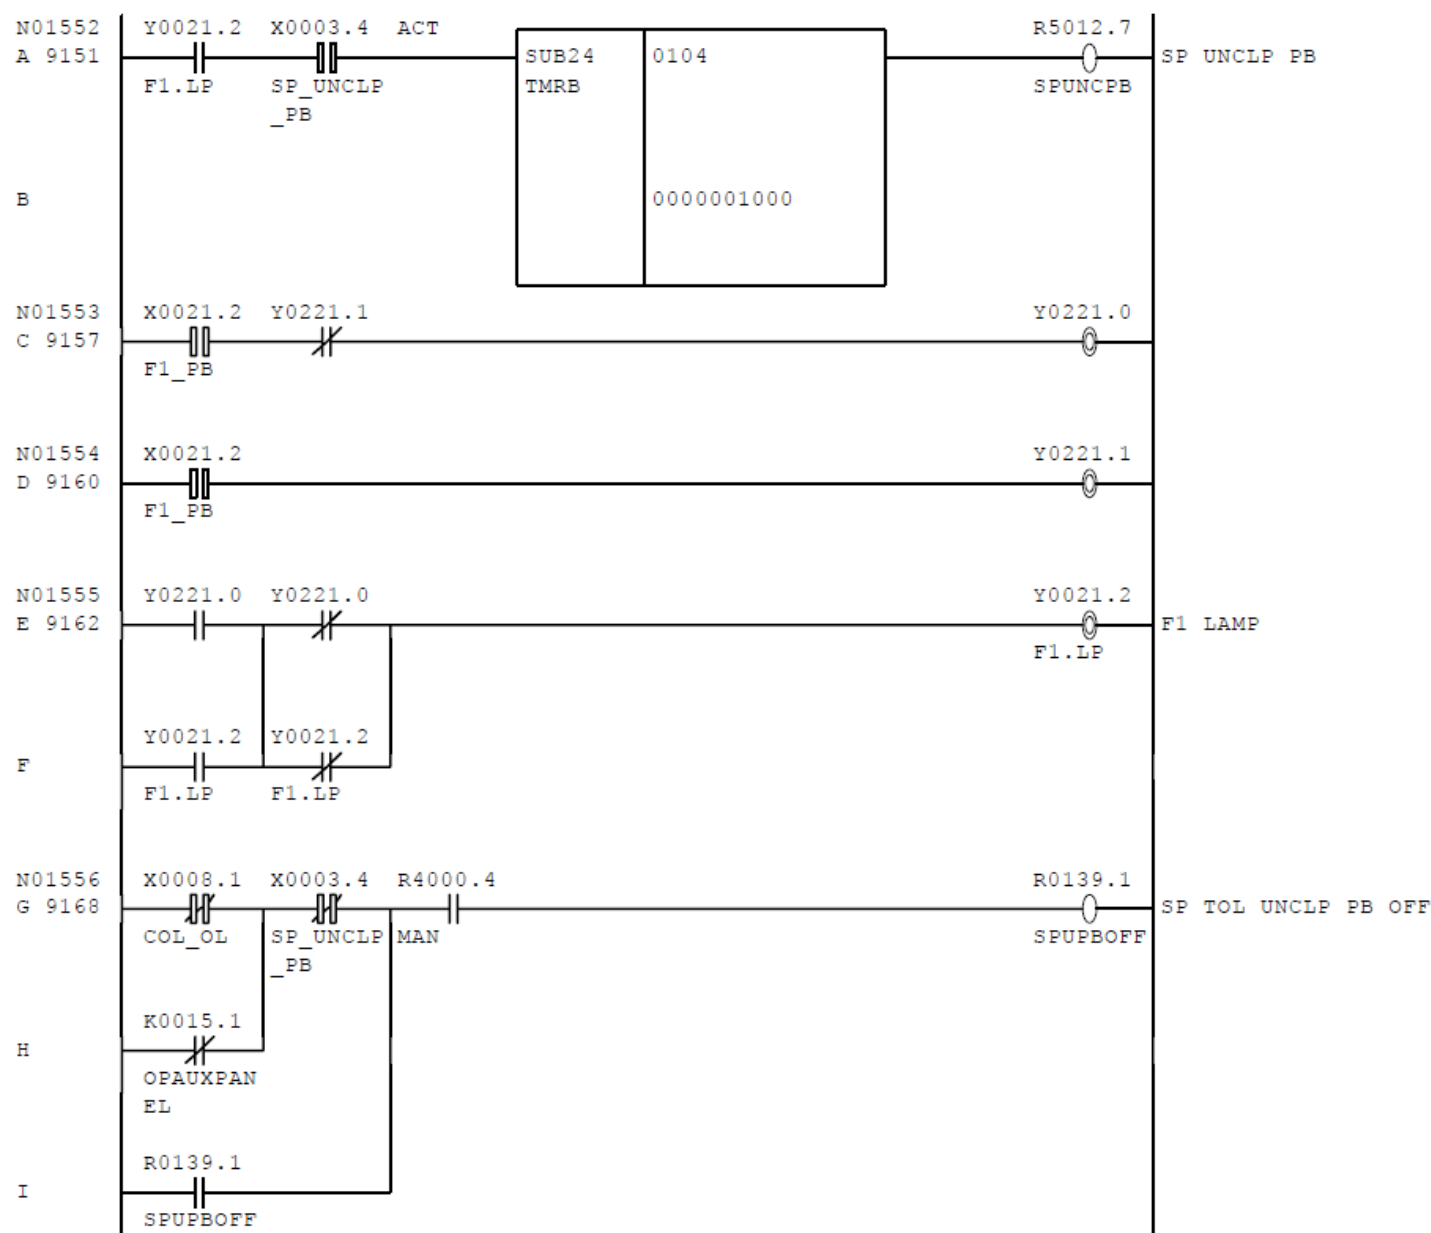 N01552 Y0021.2 X0003.4 ACT R5012.7
A 9151 SUB24 0104 SP UNCLP PB
F1.LP SP_UNCLP TMRB SPUNCPB
_PB
B 0000001000
N01553 X0021.2 Y0221.1 Y0221.0
C 9157
F1_PB
N01554 X0021.2 Y0221.1
D 9160
F1_PB
N01555 Y0221.0 Y0221.0 Y0021.2
E 9162 F1 LAMP
F1.LP
Y0021.2 Y0021.2
F
F1.LP F1.LP
N01556 X0008.1 X0003.4 R4000.4 R0139.1
G 9168 SP TOL UNCLP PB OFF
COL_OL SP_UNCLP MAN SPUPBOFF
_PB
K0015.1
H
OPAUXPAN
EL
R0139.1
I
SPUPBOFF